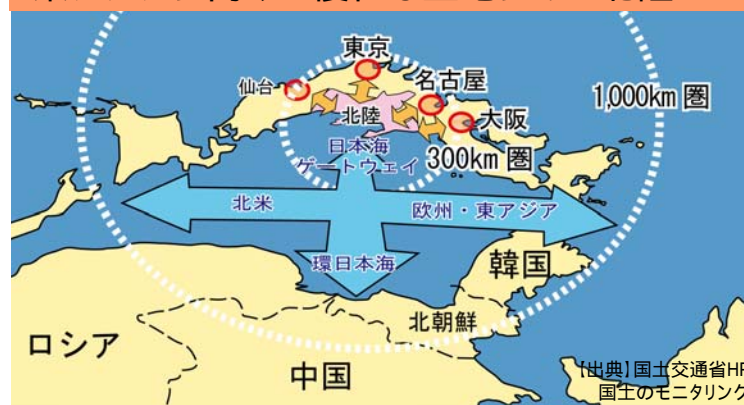 東京
仙台
名古屋
1,000km 圏
北陸
大阪
日本海
ゲートウェイ
300km 圏
北米
欧州・東アジア
環日本海
韓国
北朝鮮
ロシア
中国
【出典】国土交通省HP
国土のモニタリング